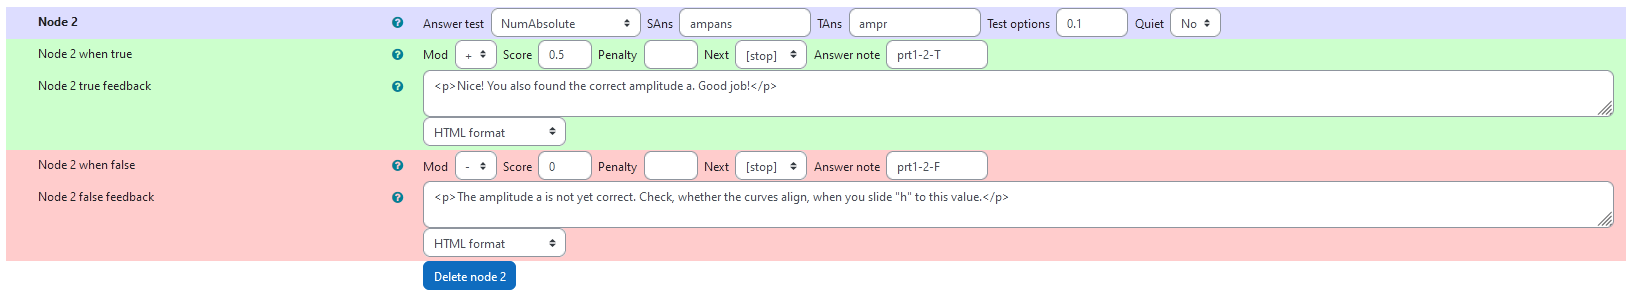 Node 2 Answer test NumAbsolute SAns ampans TAns ampr Test options 0.1 Quiet No
Node 2 when true Mod + Score 0.5 Penalty Next [stop] Answer note prt1-2-T
Node 2 true feedback <p>Nice! You also found the correct amplitude a. Good job!</p>
HTML format
Node 2 when false Mod - Score 0 Penalty Next [stop] Answer note prt1-2-F
Node 2 false feedback <p>The amplitude a is not yet correct. Check, whether the curves align, when you slide "h" to this value.</p>
HTML format
Delete node 2